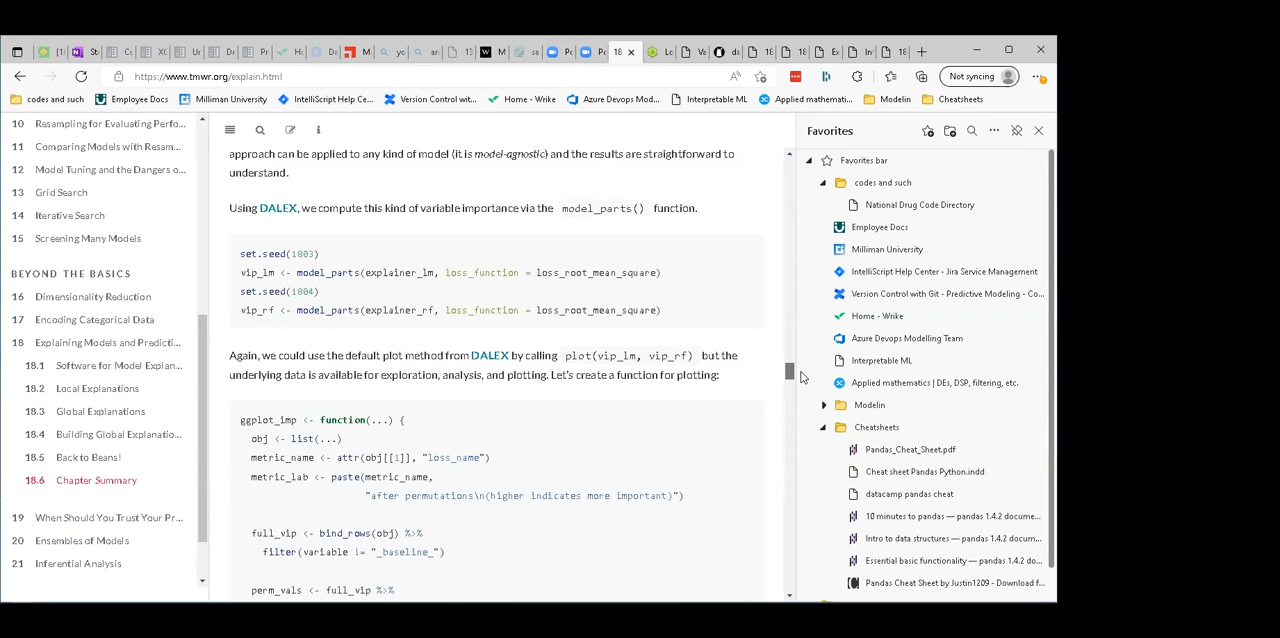 18
https://www.tmwr.org/explain.html
Not syncing
codes and such
Employee Docs
Milliman University
IntelliScript Help Ce...
Version Control with...
Home - Wrike
Azure Devops Mod...
Interpretable ML
Applied mathemati...
Modelin
Cheatsheets
10 Resampling for Evaluating Perfo...
11 Comparing Models with Resam...
12 Model Tuning and the Dangers o...
13 Grid Search
14 Iterative Search
15 Screening Many Models
BEYOND THE BASICS
16 Dimensionality Reduction
17 Encoding Categorical Data
18 Explaining Models and Predicti...
18.1 Software for Model Explan...
18.2 Local Explanations
18.3 Global Explanations
18.4 Building Global Explanatio...
18.5 Back to Beans!
18.6 Chapter Summary
19 When Should You Trust Your Pr...
20 Ensembles of Models
21 Inferential Analysis
approach can be applied to any kind of model (it is model-agnostic) and the results are straightforward to
understand.
Using DALEX, we compute this kind of variable importance via the model_parts() function.
set.seed(1803)
vip_lm <- model_parts(explainer_lm, loss_function = loss_root_mean_square)
set.seed(1804)
vip_rf <- model_parts(explainer_rf, loss_function = loss_root_mean_square)
Again, we could use the default plot method from DALEX by calling plot(vip_lm, vip_rf) but the
underlying data is available for exploration, analysis, and plotting. Let's create a function for plotting:
ggplot_imp <- function(...) {
obj <- list(...)
metric_name <- attr(obj[[1]], "loss_name")
metric_lab <- paste(metric_name,
"after permutations\n(higher indicates more important)")
full_vip <- bind_rows(obj) %>%
filter(variable != "_baseline_")
perm_vals <- full_vip %>%
Favorites
Favorites bar
codes and such
National Drug Code Directory
Employee Docs
Milliman University
IntelliScript Help Center - Jira Service Management
Version Control with Git - Predictive Modeling - Co...
Home - Wrike
Azure Devops Modelling Team
Interpretable ML
Applied mathematics | DEs, DSP, filtering, etc.
Modelin
Cheatsheets
Pandas_Cheat_Sheet.pdf
Cheat sheet Pandas Python.indd
datacamp pandas cheat
10 minutes to pandas — pandas 1.4.2 docume...
Intro to data structures — pandas 1.4.2 docum...
Essential basic functionality — pandas 1.4.2 doc...
Pandas Cheat Sheet by Justin1209 - Download f...